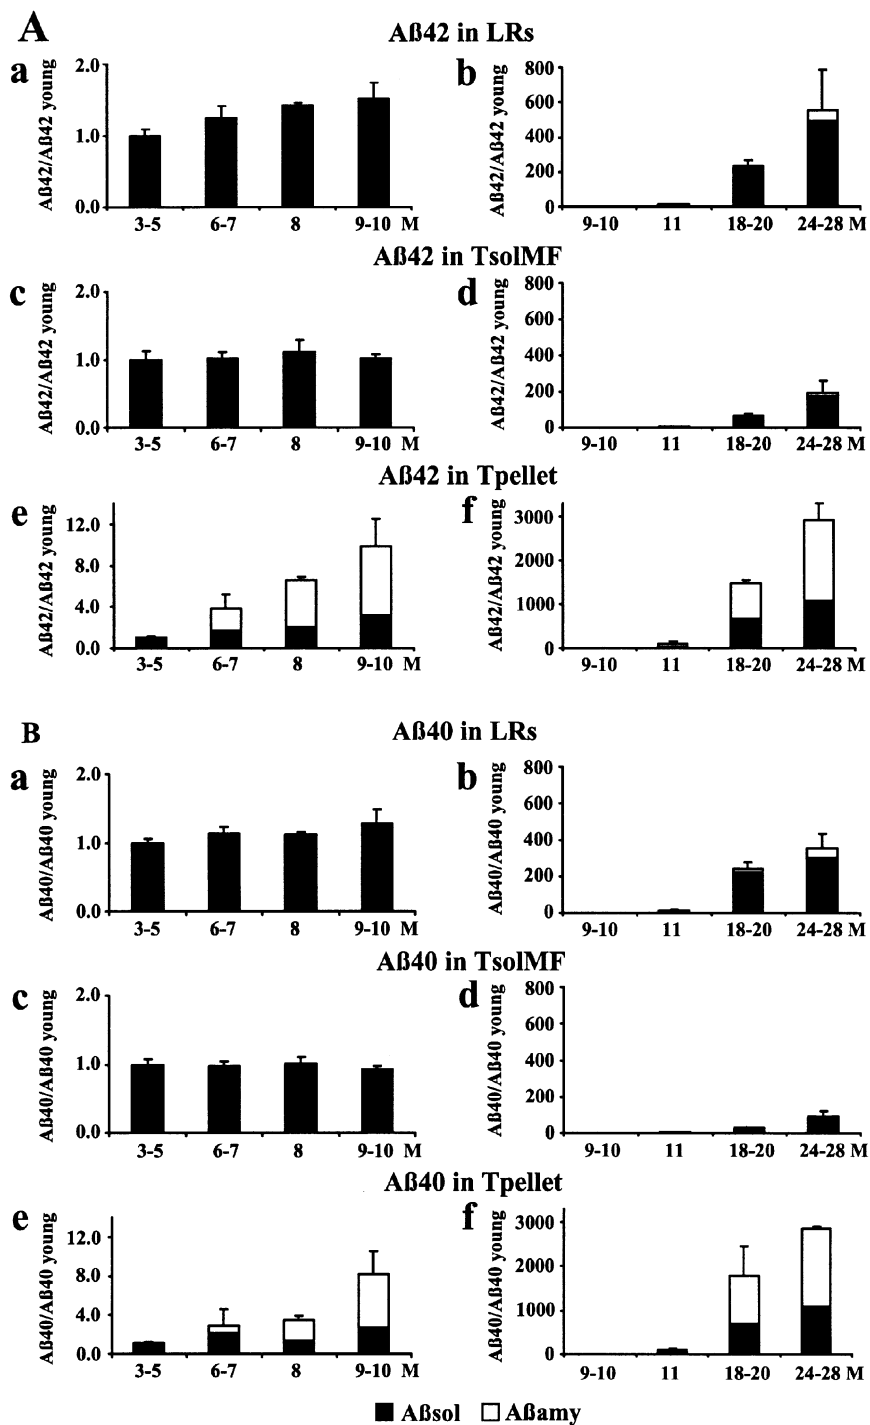 A
Aß42 in LRs
a
Aß42/Aß42 young
2.0
1.0
0.0
3-5 6-7 8 9-10 M
b
Aß42/Aß42 young
800
600
400
200
0
9-10 11 18-20 24-28 M
Aß42 in TsolMF
c
Aß42/Aß42 young
2.0
1.0
0.0
3-5 6-7 8 9-10 M
d
Aß42/Aß42 young
800
600
400
200
0
9-10 11 18-20 24-28 M
Aß42 in Tpellet
e
Aß42/Aß42 young
12.0
8.0
4.0
0.0
3-5 6-7 8 9-10 M
f
Aß42/Aß42 young
3000
2000
1000
0
9-10 11 18-20 24-28 M
B
Aß40 in LRs
a
Aß40/Aß40 young
2.0
1.0
0.0
3-5 6-7 8 9-10 M
b
Aß40/Aß40 young
800
600
400
200
0
9-10 11 18-20 24-28 M
Aß40 in TsolMF
c
Aß40/Aß40 young
2.0
1.0
0.0
3-5 6-7 8 9-10 M
d
Aß40/Aß40 young
800
600
400
200
0
9-10 11 18-20 24-28 M
Aß40 in Tpellet
e
Aß40/Aß40 young
12.0
8.0
4.0
0.0
3-5 6-7 8 9-10 M
f
Aß40/Aß40 young
3000
2000
1000
0
9-10 11 18-20 24-28 M
Aßsol Aßamy